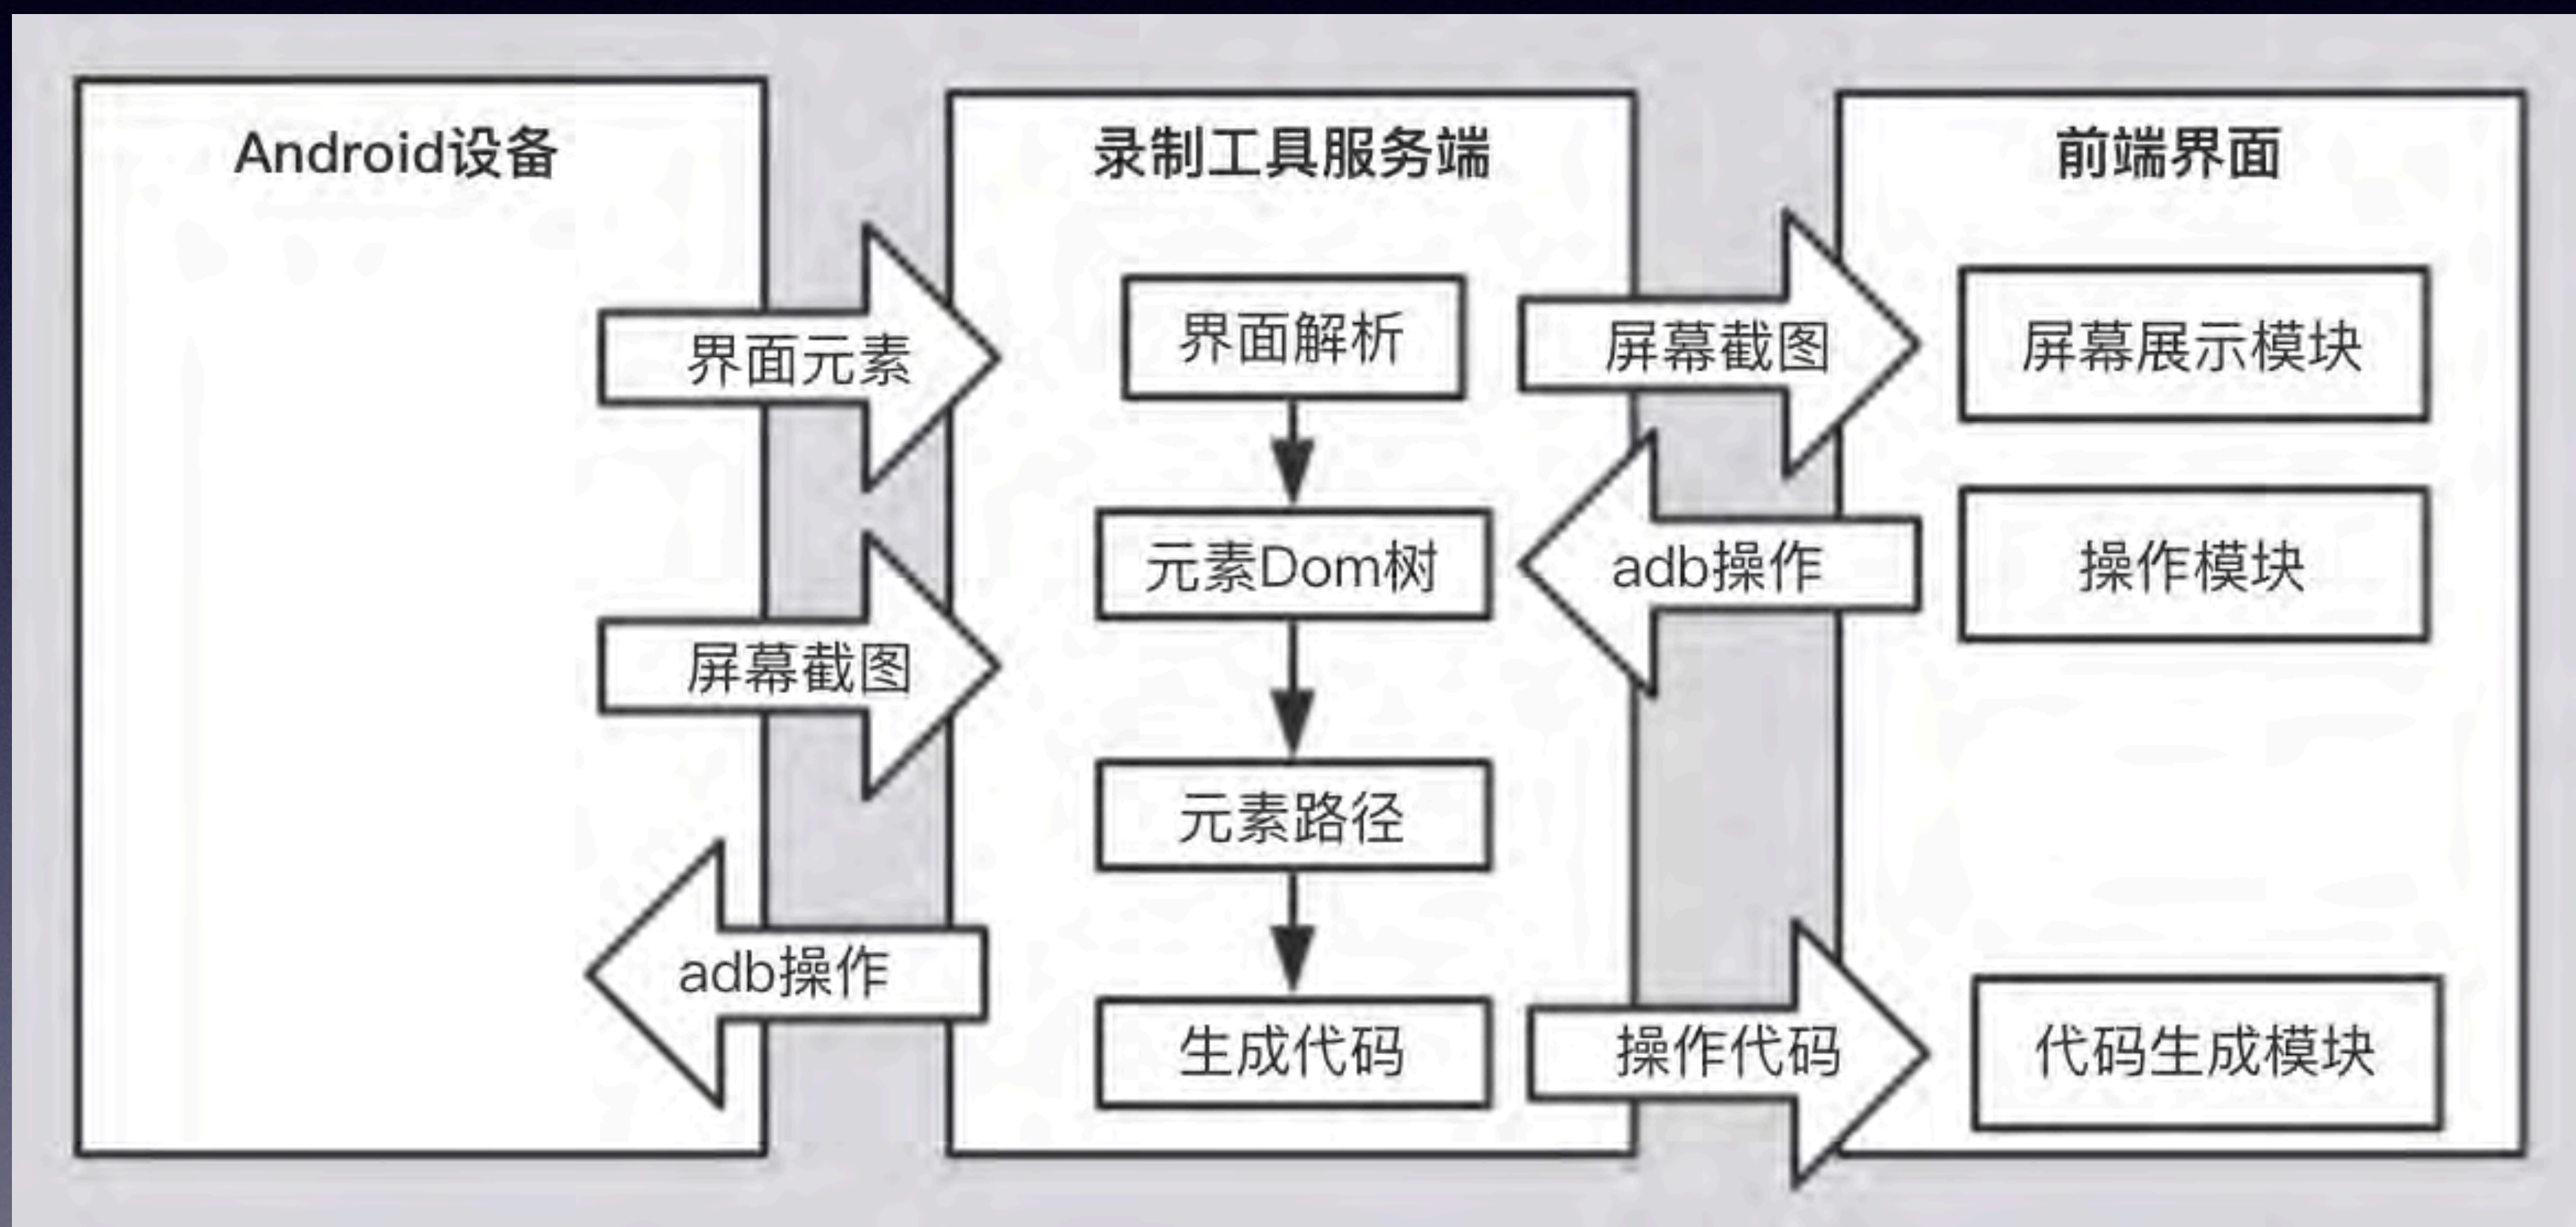 Android设备
界面元素
屏幕截图
adb操作
录制工具服务端
界面解析
元素Dom树
元素路径
生成代码
屏幕截图
adb操作
操作代码
前端界面
屏幕展示模块
操作模块
代码生成模块